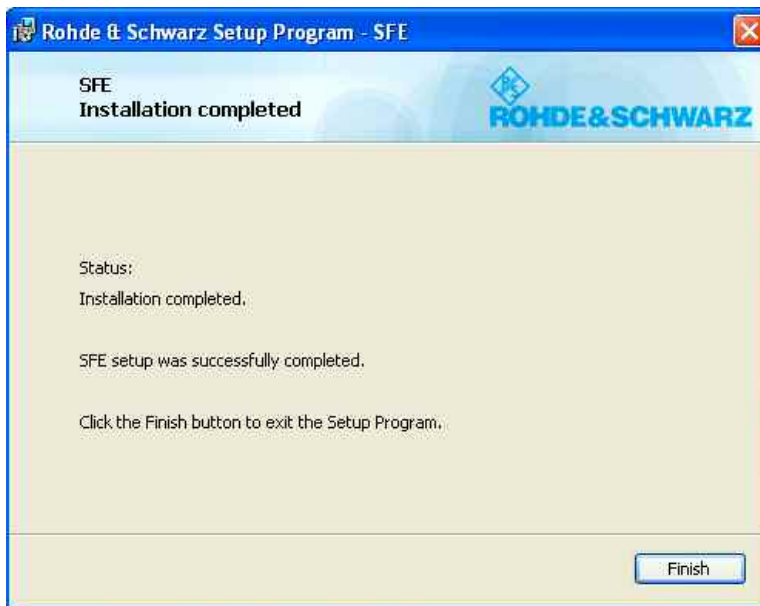 Rohde & Schwarz Setup Program - SFE
SFE
Installation completed
ROHDE&SCHWARZ
Status:
Installation completed.
SFE setup was successfully completed.
Click the Finish button to exit the Setup Program.
Finish